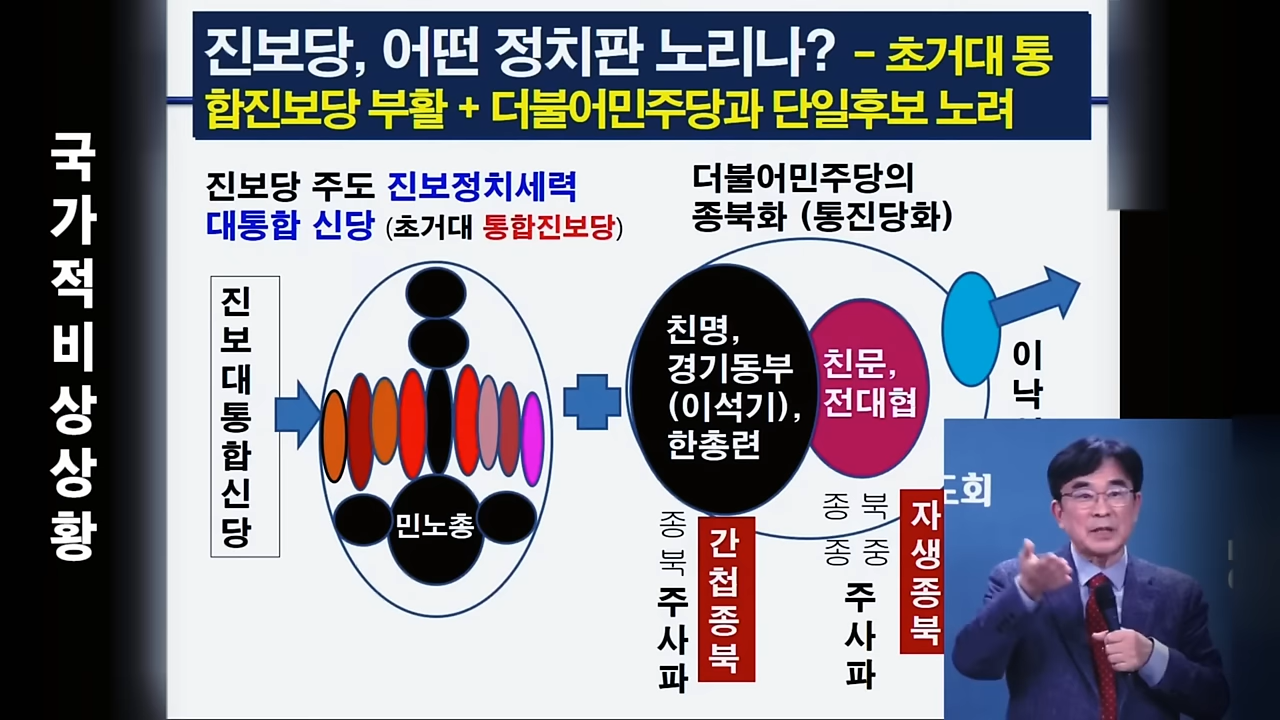 국가적비상상황
진보당, 어떤 정치판 노리나? - 초거대 통
합진보당 부활 + 더불어민주당과 단일후보 노려
진보당 주도 진보정치세력
대통합 신당 (초거대 통합진보당)
더불어민주당의
종북화 (통진당화)
진보대통합신당
민노총
친명,
경기동부
(이석기),
한총련
친문,
전대협
이낙
종북
주사파
간첩종북
종북
종중
주사파
자생종북
도회